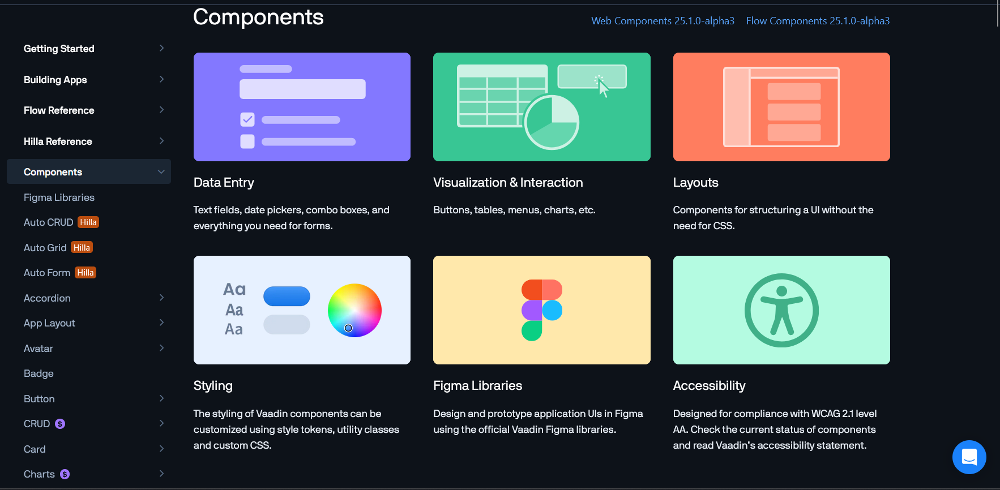 Components
Web Components 25.1.0-alpha3
Flow Components 25.1.0-alpha3
Getting Started
Building Apps
Flow Reference
Hilla Reference
Components
Figma Libraries
Auto CRUD Hilla
Auto Grid Hilla
Auto Form Hilla
Accordion
App Layout
Avatar
Badge
Button
CRUD $
Card
Charts $
Data Entry
Text fields, date pickers, combo boxes, and
everything you need for forms.
Visualization & Interaction
Buttons, tables, menus, charts, etc.
Layouts
Components for structuring a UI without the
need for CSS.
Aa
Aa
Aa
Styling
The styling of Vaadin components can be
customized using style tokens, utility classes
and custom CSS.
Figma Libraries
Design and prototype application UIs in Figma
using the official Vaadin Figma libraries.
Accessibility
Designed for compliance with WCAG 2.1 level
AA. Check the current status of components
and read Vaadin's accessibility statement.